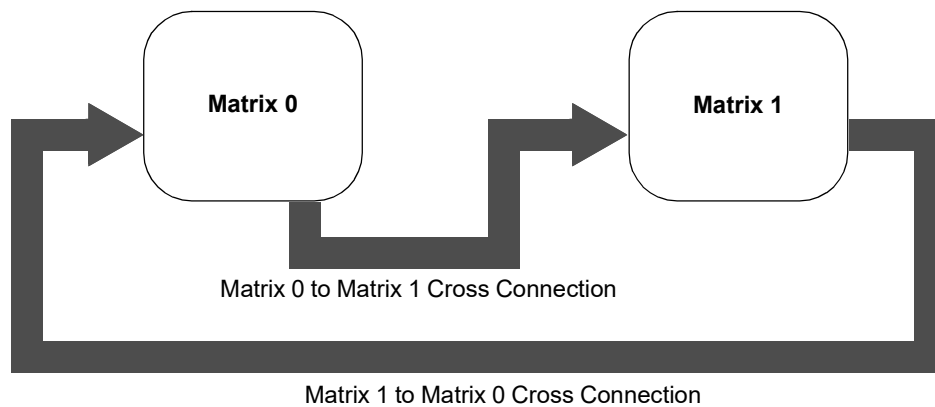 Matrix 0
Matrix 1
Matrix 0 to Matrix 1 Cross Connection
Matrix 1 to Matrix 0 Cross Connection